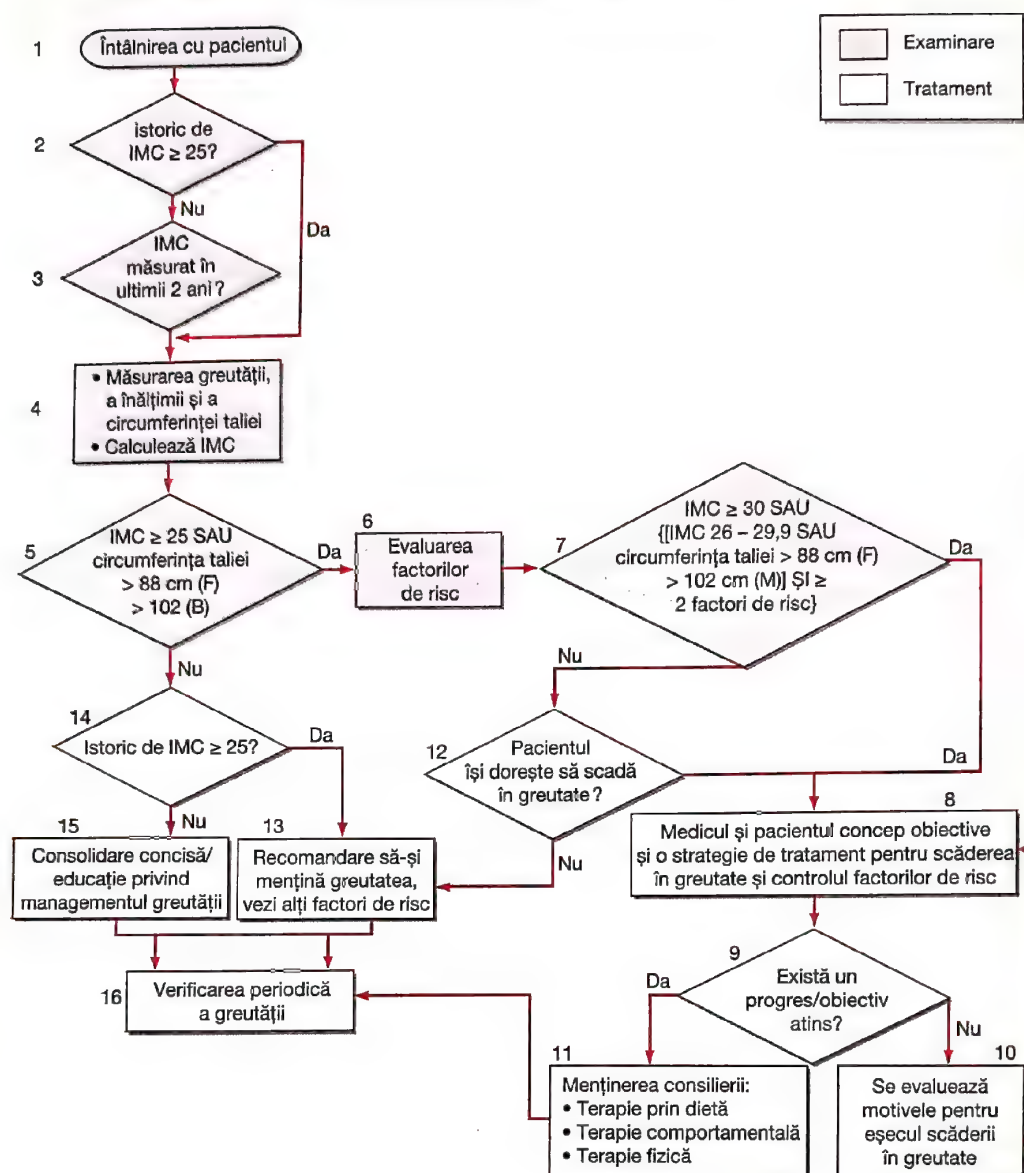 Examinare
Tratament
1
Întâlnirea cu pacientul
2
istoric de
IMC ≥ 25?
Nu
Da
3
IMC
măsurat în
ultimii 2 ani ?
4
• Măsurarea greutății,
a înălțimii și a
circumferinței taliei
• Calculează IMC
5
IMC ≥ 25 SAU
circumferința taliei
> 88 cm (F)
> 102 (B)
Da
Nu
6
Evaluarea
factorilor
de risc
7
IMC ≥ 30 SAU
{[[IMC 26 – 29,9 SAU
circumferința taliei > 88 cm (F)
> 102 cm (M)] ȘI ≥
2 factori de risc}
Da
Nu
14
Istoric de IMC ≥ 25?
Da
Nu
12
Pacientul
își dorește să scadă
în greutate ?
Da
Nu
8
Medicul și pacientul concep obiective
și o strategie de tratament pentru scăderea
în greutate și controlul factorilor de risc
15
Consolidare concisă/
educație privind
managementul greutății
13
Recomandare să-și
mențină greutatea,
vezi alți factori de risc
9
Există un
progres/obiectiv
atins?
Da
Nu
16
Verificarea periodică
a greutății
11
Menținerea consilierii:
• Terapie prin dietă
• Terapie comportamentală
• Terapie fizică
10
Se evaluează
motivele pentru
eșecul scăderii
în greutate